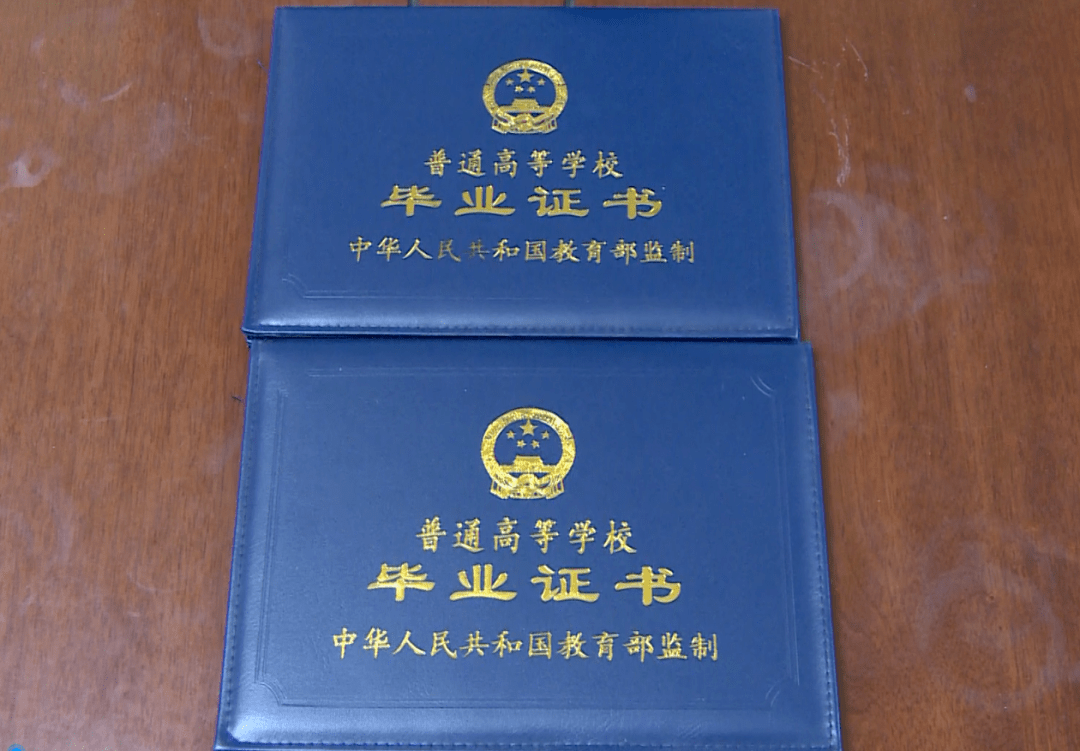 普通高等学校
毕业证书
中华人民共和国教育部监制
普通高等学校
毕业证书
中华人民共和国教育部监制